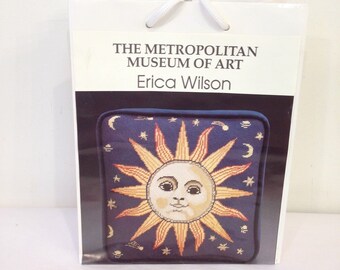 THE METROPOLITAN
MUSEUM OF ART
Erica Wilson